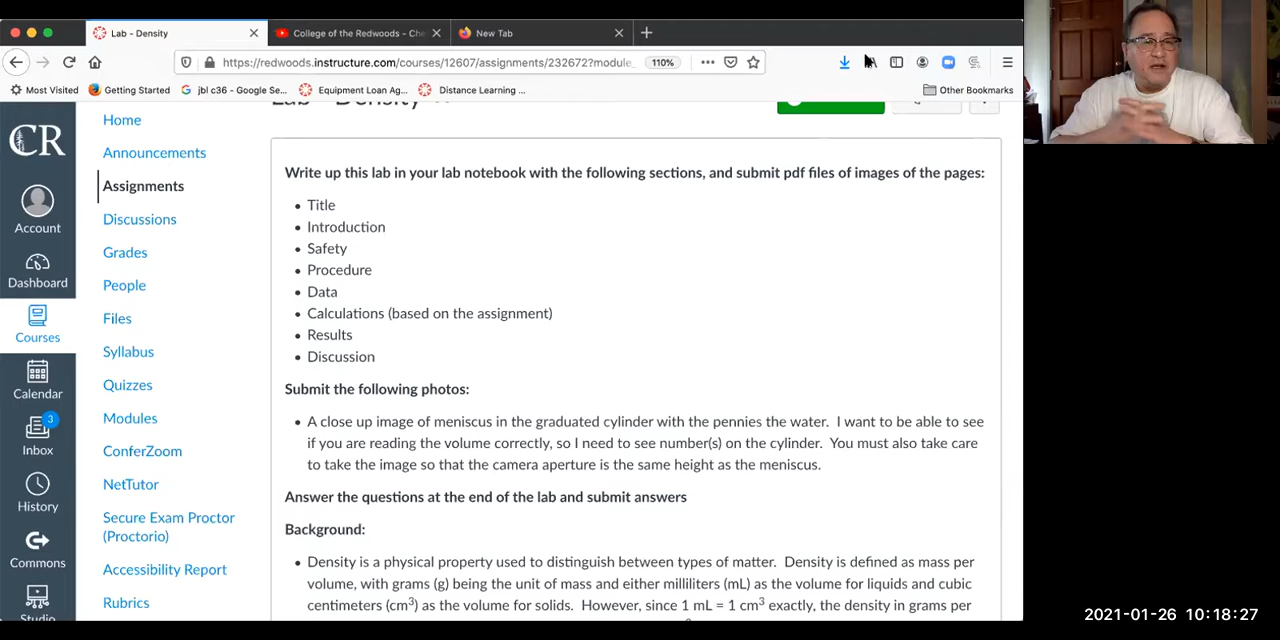 Lab - Density
College of the Redwoods - Che
New Tab
https://redwoods.instructure.com/courses/12607/assignments/232672?module_
110%
Most Visited
Getting Started
jbl c36 - Google Se...
Equipment Loan Ag...
Distance Learning ...
Other Bookmarks
Lab - Density
CR
Account
Dashboard
Courses
Calendar
3
Inbox
History
Commons
Studio
Home
Announcements
Assignments
Discussions
Grades
People
Files
Syllabus
Quizzes
Modules
ConferZoom
NetTutor
Secure Exam Proctor
(Proctorio)
Accessibility Report
Rubrics
Write up this lab in your lab notebook with the following sections, and submit pdf files of images of the pages:
• Title
• Introduction
• Safety
• Procedure
• Data
• Calculations (based on the assignment)
• Results
• Discussion
Submit the following photos:
• A close up image of meniscus in the graduated cylinder with the pennies the water. I want to be able to see
if you are reading the volume correctly, so I need to see number(s) on the cylinder. You must also take care
to take the image so that the camera aperture is the same height as the meniscus.
Answer the questions at the end of the lab and submit answers
Background:
• Density is a physical property used to distinguish between types of matter. Density is defined as mass per
volume, with grams (g) being the unit of mass and either milliliters (mL) as the volume for liquids and cubic
centimeters (cm³) as the volume for solids. However, since 1 mL = 1 cm³ exactly, the density in grams per
2021-01-26 10:18:27